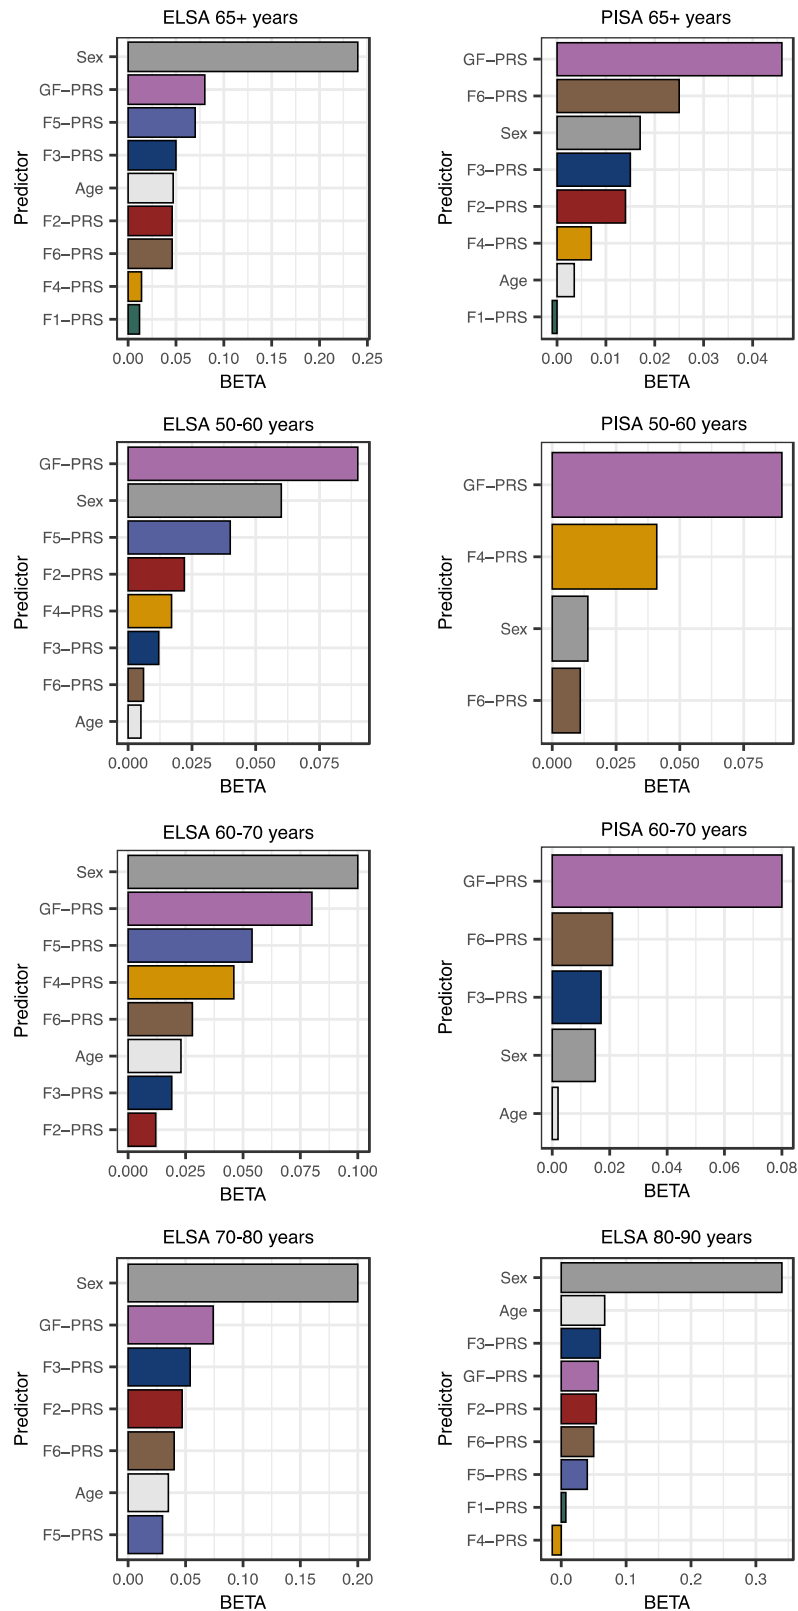 ELSA 65+ years
Predictor
Sex
GF−PRS
F5−PRS
F3−PRS
Age
F2−PRS
F6−PRS
F4−PRS
F1−PRS
0.00 0.05 0.10 0.15 0.20 0.25
BETA
PISA 65+ years
Predictor
GF−PRS
F6−PRS
Sex
F3−PRS
F2−PRS
F4−PRS
Age
F1−PRS
0.00 0.01 0.02 0.03 0.04
BETA
ELSA 50-60 years
Predictor
GF−PRS
Sex
F5−PRS
F2−PRS
F4−PRS
F3−PRS
F6−PRS
Age
0.000 0.025 0.050 0.075
BETA
PISA 50-60 years
Predictor
GF−PRS
F4−PRS
Sex
F6−PRS
0.000 0.025 0.050 0.075
BETA
ELSA 60-70 years
Predictor
Sex
GF−PRS
F5−PRS
F4−PRS
F6−PRS
Age
F3−PRS
F2−PRS
0.000 0.025 0.050 0.075 0.100
BETA
PISA 60-70 years
Predictor
GF−PRS
F6−PRS
F3−PRS
Sex
Age
0.00 0.02 0.04 0.06 0.08
BETA
ELSA 70-80 years
Predictor
Sex
GF−PRS
F3−PRS
F2−PRS
F6−PRS
Age
F5−PRS
0.00 0.05 0.10 0.15 0.20
BETA
ELSA 80-90 years
Predictor
Sex
Age
F3−PRS
GF−PRS
F2−PRS
F6−PRS
F5−PRS
F1−PRS
F4−PRS
0.0 0.1 0.2 0.3
BETA